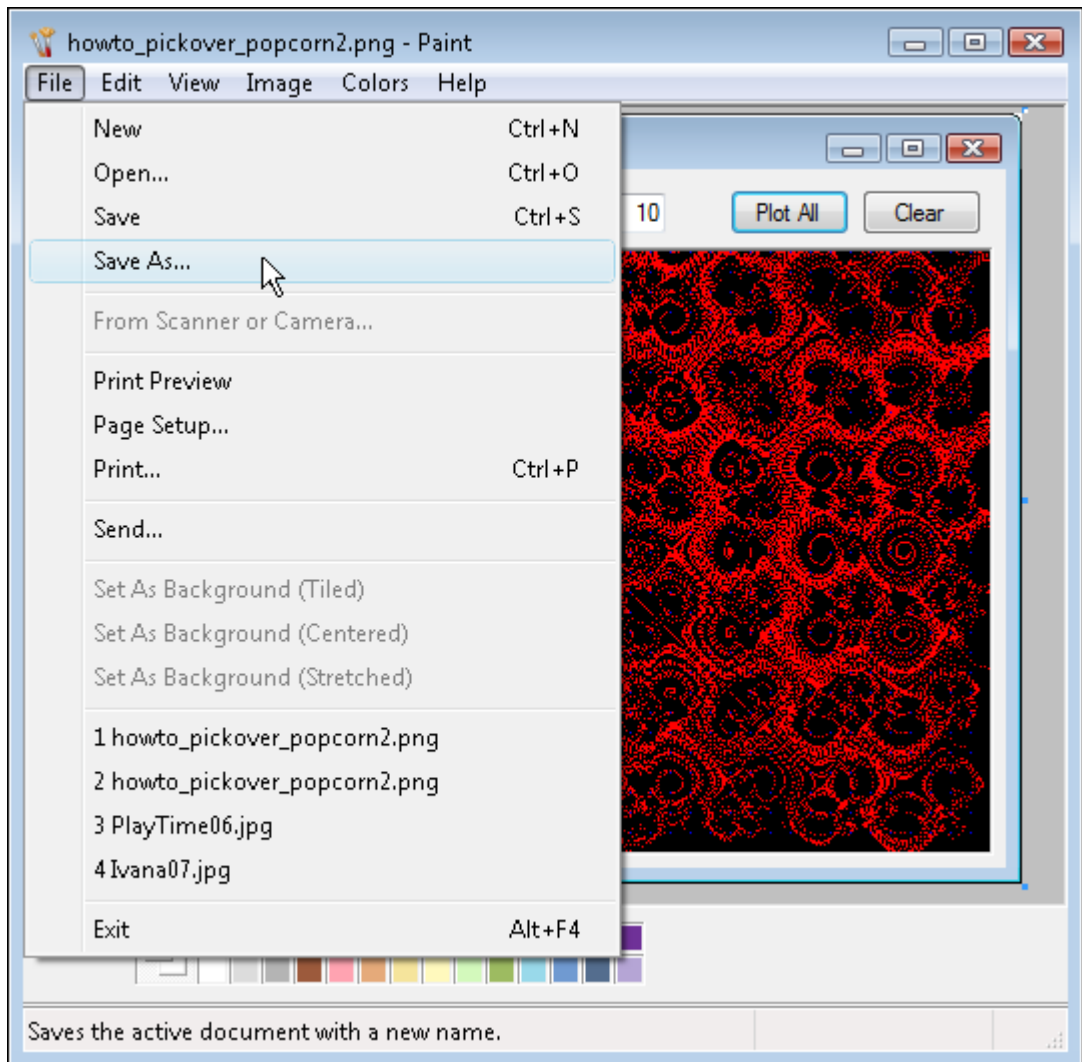 howto_pickover_popcorn2.png - Paint
File Edit View Image Colors Help
New Ctrl+N
Open... Ctrl+O
Save Ctrl+S
10 Plot All Clear
Save As...
From Scanner or Camera...
Print Preview
Page Setup...
Print... Ctrl+P
Send...
Set As Background (Tiled)
Set As Background (Centered)
Set As Background (Stretched)
1 howto_pickover_popcorn2.png
2 howto_pickover_popcorn2.png
3 PlayTime06.jpg
4 Ivana07.jpg
Exit Alt+F4
Saves the active document with a new name.